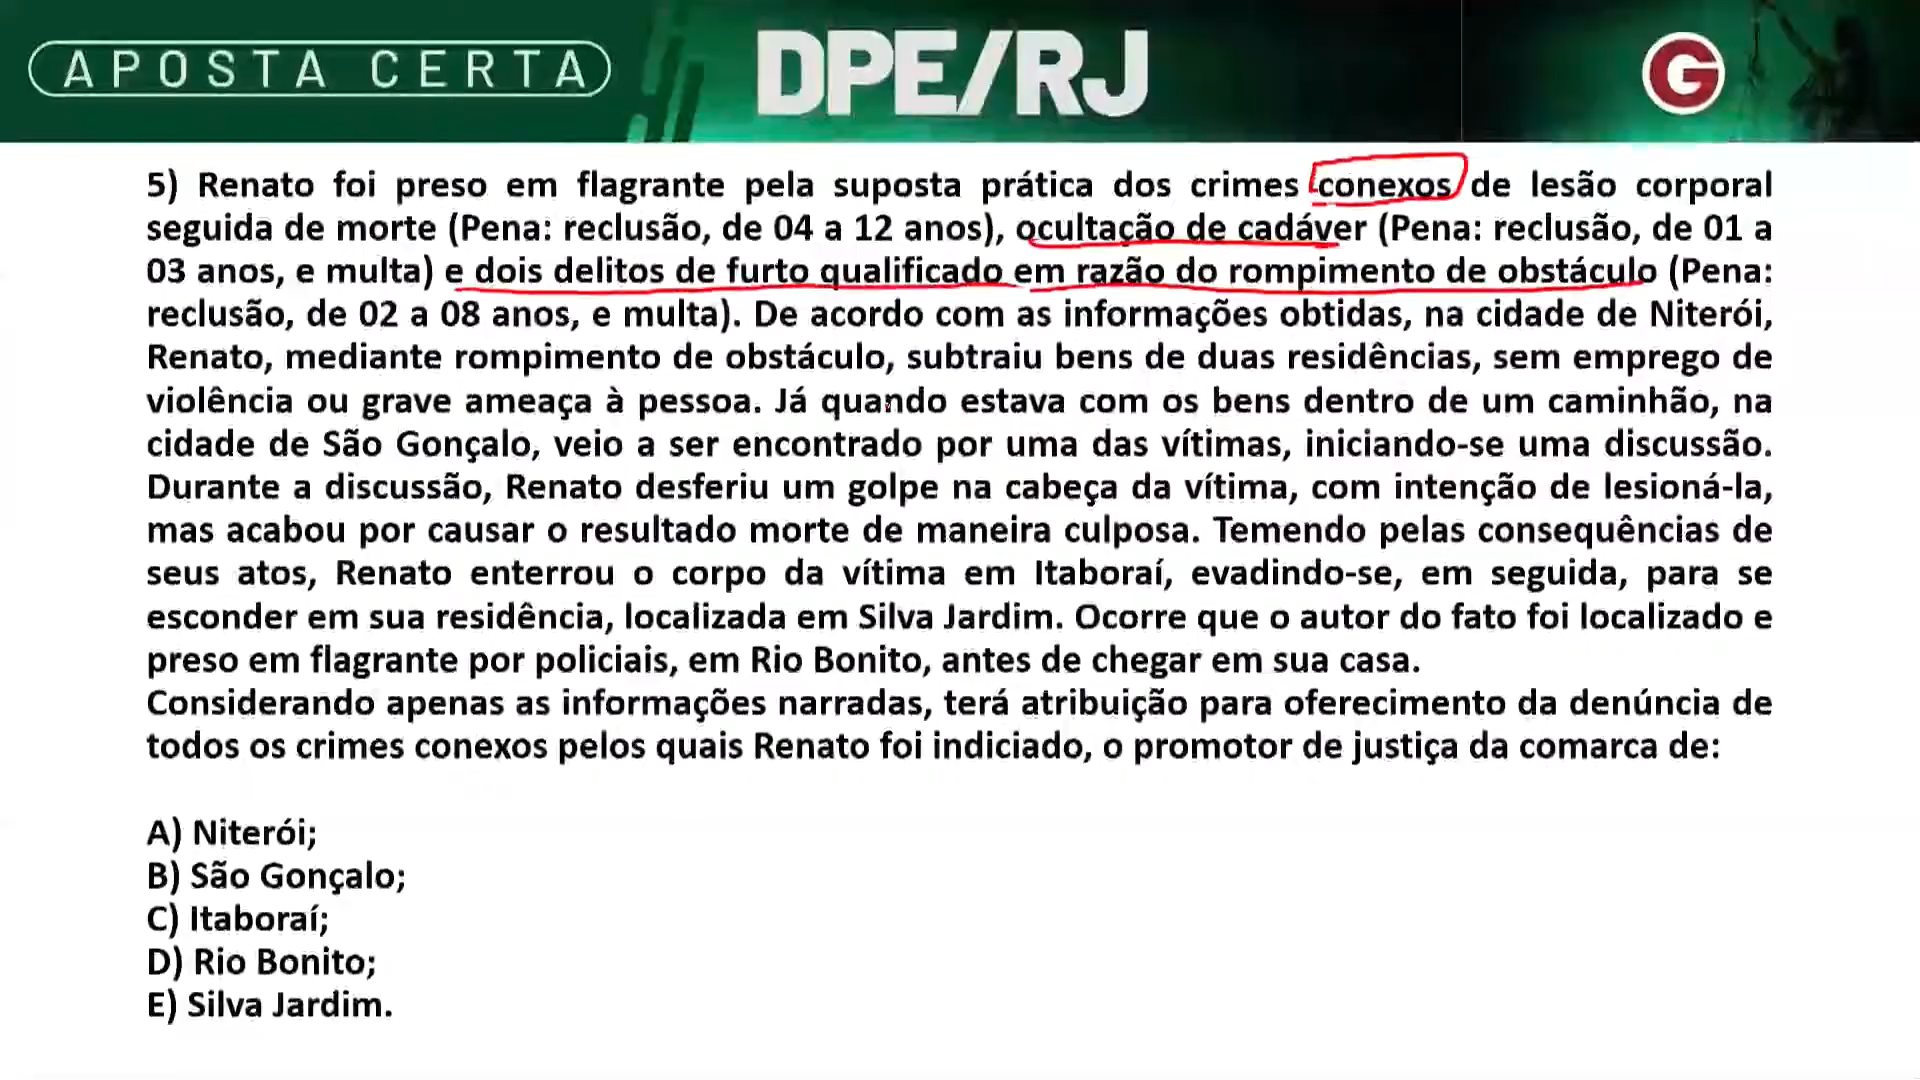 APOSTA CERTA
DPE/RJ
G
5) Renato foi preso em flagrante pela suposta prática dos crimes conexos de lesão corporal
seguida de morte (Pena: reclusão, de 04 a 12 anos), ocultação de cadáver (Pena: reclusão, de 01 a
03 anos, e multa) e dois delitos de furto qualificado em razão do rompimento de obstáculo (Pena:
reclusão, de 02 a 08 anos, e multa). De acordo com as informações obtidas, na cidade de Niterói,
Renato, mediante rompimento de obstáculo, subtraiu bens de duas residências, sem emprego de
violência ou grave ameaça à pessoa. Já quando estava com os bens dentro de um caminhão, na
cidade de São Gonçalo, veio a ser encontrado por uma das vítimas, iniciando-se uma discussão.
Durante a discussão, Renato desferiu um golpe na cabeça da vítima, com intenção de lesioná-la,
mas acabou por causar o resultado morte de maneira culposa. Temendo pelas consequências de
seus atos, Renato enterrou o corpo da vítima em Itaboraí, evadindo-se, em seguida, para se
esconder em sua residência, localizada em Silva Jardim. Ocorre que o autor do fato foi localizado e
preso em flagrante por policiais, em Rio Bonito, antes de chegar em sua casa.
Considerando apenas as informações narradas, terá atribuição para oferecimento da denúncia de
todos os crimes conexos pelos quais Renato foi indiciado, o promotor de justiça da comarca de:
A) Niterói;
B) São Gonçalo;
C) Itaboraí;
D) Rio Bonito;
E) Silva Jardim.